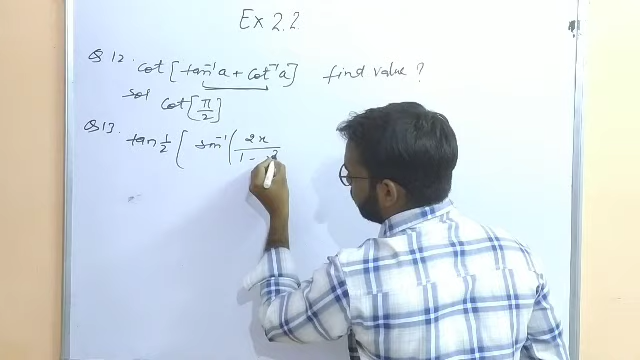 Ex 2.2
Q 12. cot [tan⁻¹a + cot⁻¹a] find value?
Sol cot [π/2]
Q 13. tan 1/2 [ sin⁻¹( 2x / 1 - x²